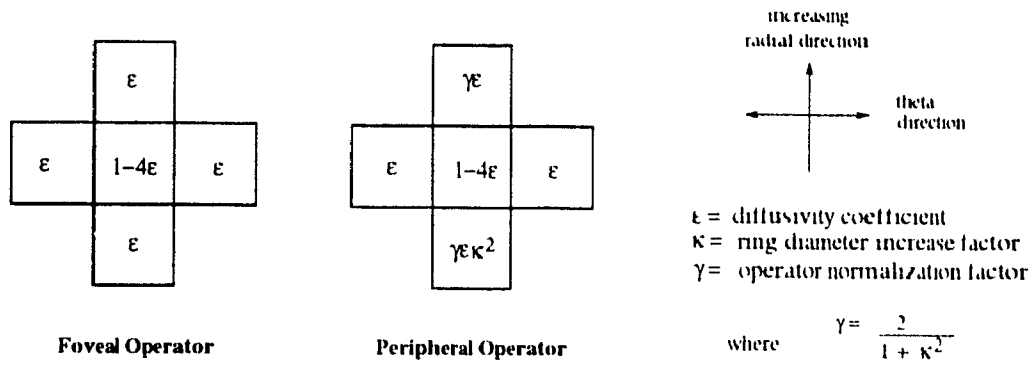 ε
ε 1−4ε ε
ε
Foveal Operator
γε
ε 1−4ε ε
γεκ²
Peripheral Operator
increasing
radial direction
theta
direction
ε = diffusivity coefficient
κ = ring diameter increase factor
γ = operator normalization factor
where γ = 2
1 + κ²